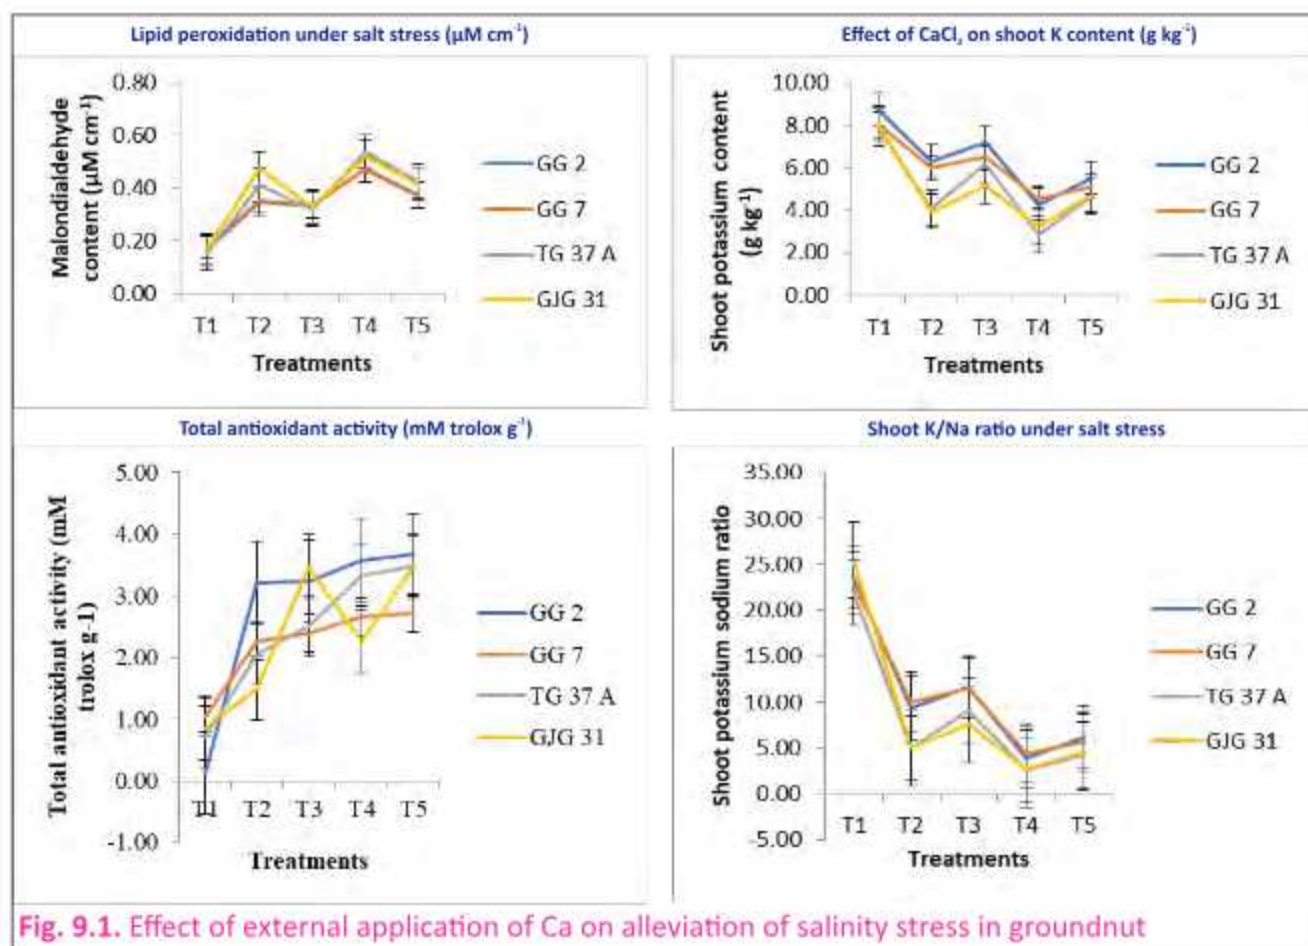 Lipid peroxidation under salt stress (µM cm⁻¹)
0.80
0.60
0.40
0.20
0.00
Malondialdehyde
content (µM cm⁻¹)
T1 T2 T3 T4 T5
Treatments
GG 2
GG 7
TG 37 A
GJG 31
Effect of CaCl₂ on shoot K content (g kg⁻¹)
10.00
8.00
6.00
4.00
2.00
0.00
Shoot potassium content
(g kg⁻¹)
T1 T2 T3 T4 T5
Treatments
GG 2
GG 7
TG 37 A
GJG 31
Total antioxidant activity (mM trolox g⁻¹)
5.00
4.00
3.00
2.00
1.00
0.00
-1.00
Total antioxidant activity (mM
trolox g-1)
T1 T2 T3 T4 T5
Treatments
GG 2
GG 7
TG 37 A
GJG 31
Shoot K/Na ratio under salt stress
35.00
30.00
25.00
20.00
15.00
10.00
5.00
0.00
-5.00
Shoot potassium sodium ratio
T1 T2 T3 T4 T5
Treatments
GG 2
GG 7
TG 37 A
GJG 31
Fig. 9.1. Effect of external application of Ca on alleviation of salinity stress in groundnut